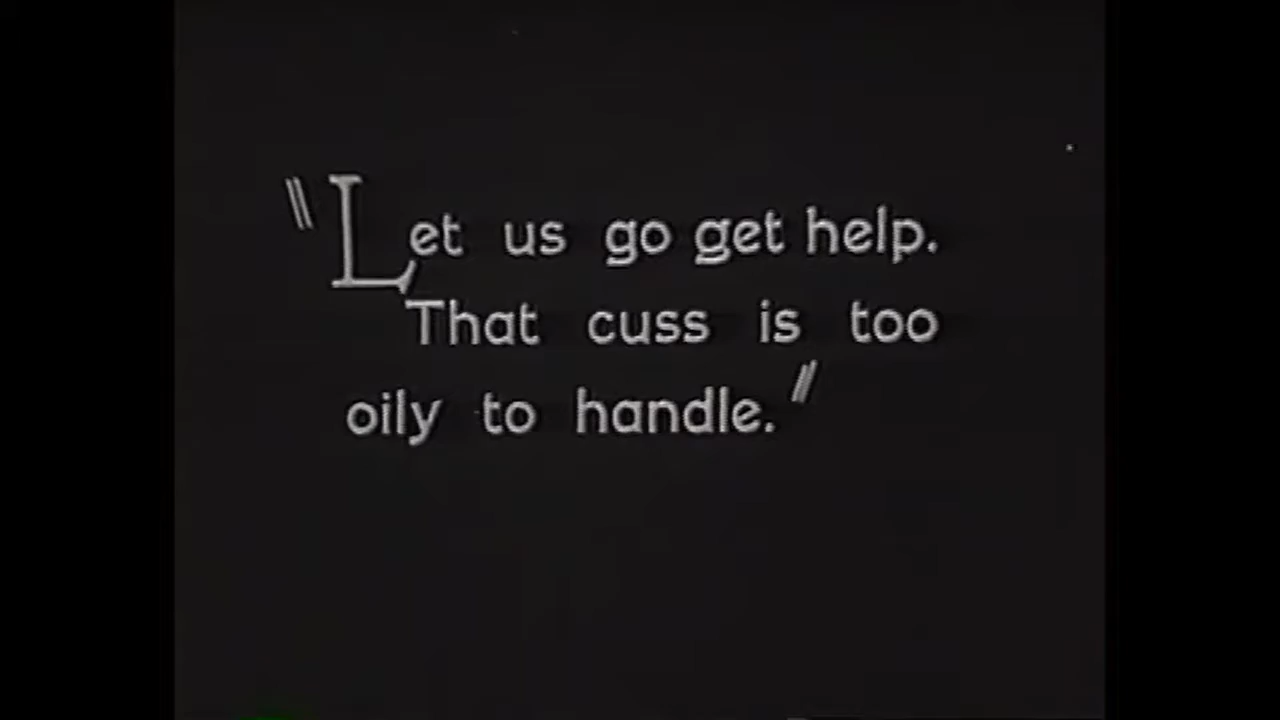 "Let us go get help.
That cuss is too
oily to handle."